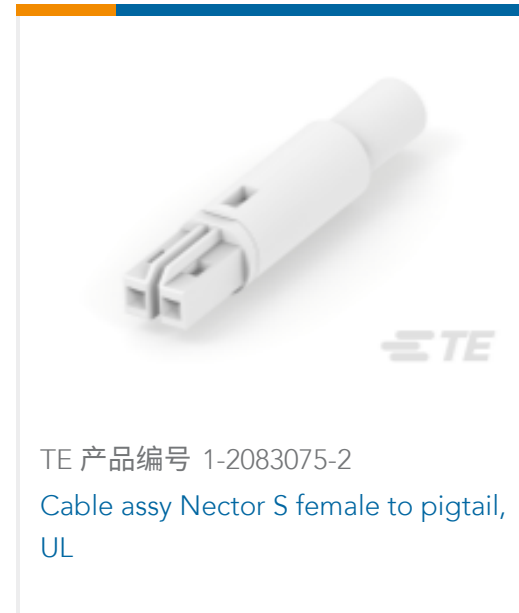 TE
TE 产品编号 1-2083075-2
Cable assy Nector S female to pigtail,
UL